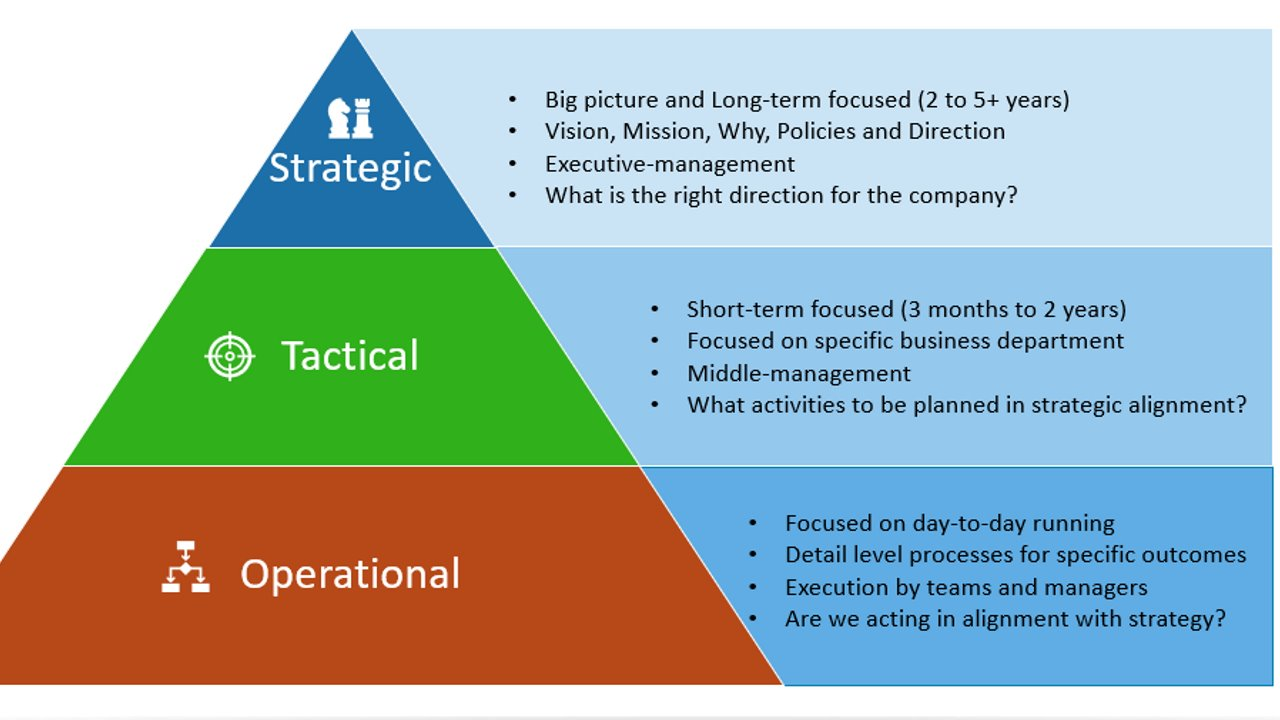 Strategic
• Big picture and Long-term focused (2 to 5+ years)
• Vision, Mission, Why, Policies and Direction
• Executive-management
• What is the right direction for the company?
Tactical
• Short-term focused (3 months to 2 years)
• Focused on specific business department
• Middle-management
• What activities to be planned in strategic alignment?
Operational
• Focused on day-to-day running
• Detail level processes for specific outcomes
• Execution by teams and managers
• Are we acting in alignment with strategy?